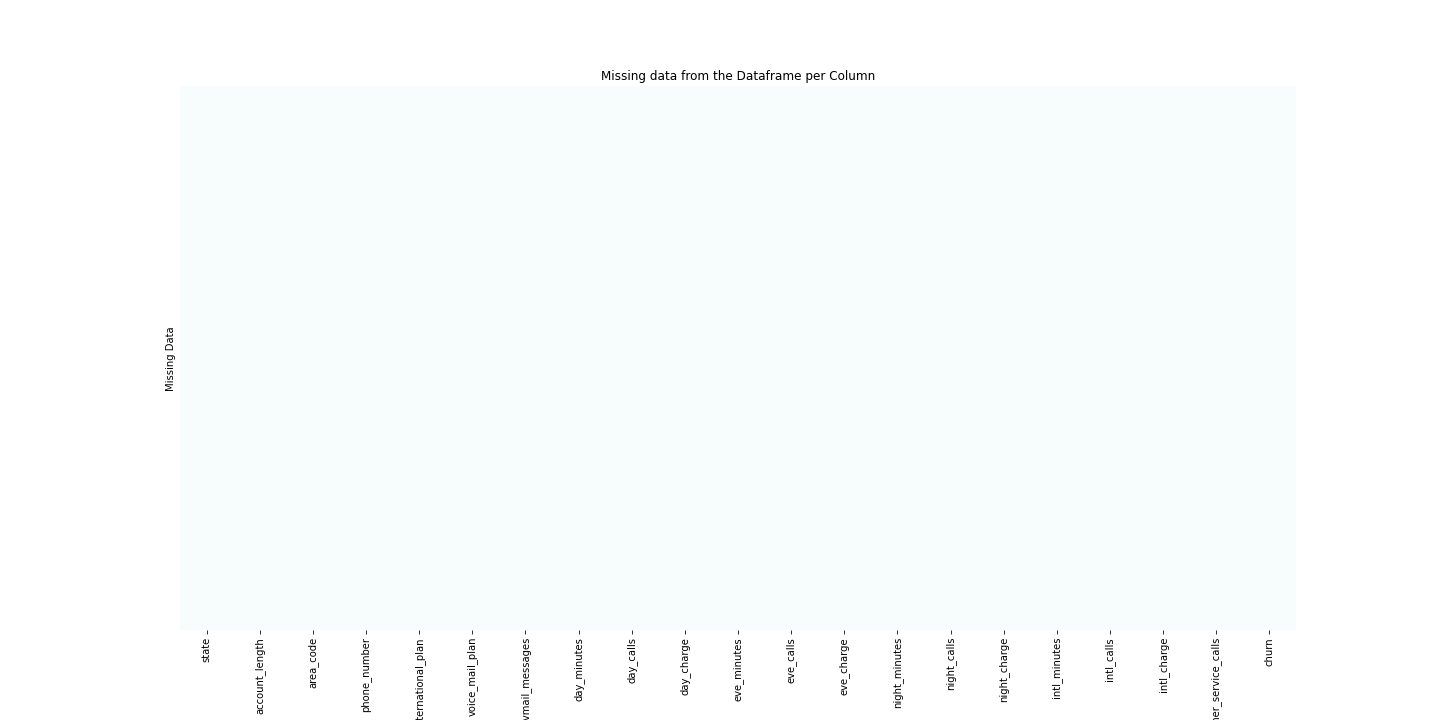 Missing data from the Dataframe per Column
Missing Data
state
account_length
area_code
phone_number
ternational_plan
voice_mail_plan
vmail_messages
day_minutes
day_calls
day_charge
eve_minutes
eve_calls
eve_charge
night_minutes
night_calls
night_charge
intl_minutes
intl_calls
intl_charge
ner_service_calls
churn